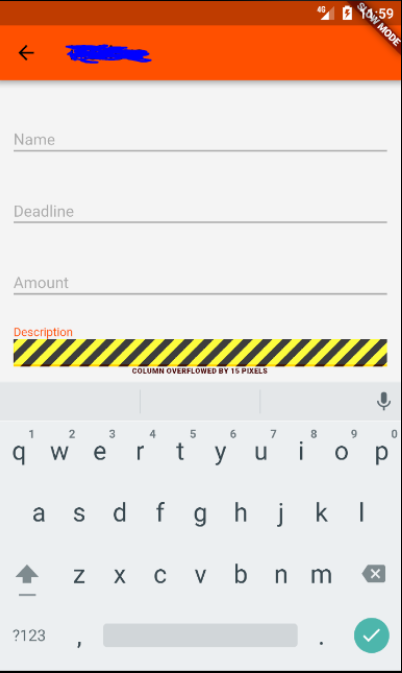 4G 1:59
SLOW MODE
Name
Deadline
Amount
Description
COLUMN OVERFLOWED BY 15 PIXELS
1 2 3 4 5 6 7 8 9 0
q w e r t y u i o p
a s d f g h j k l
z x c v b n m
?123 , .